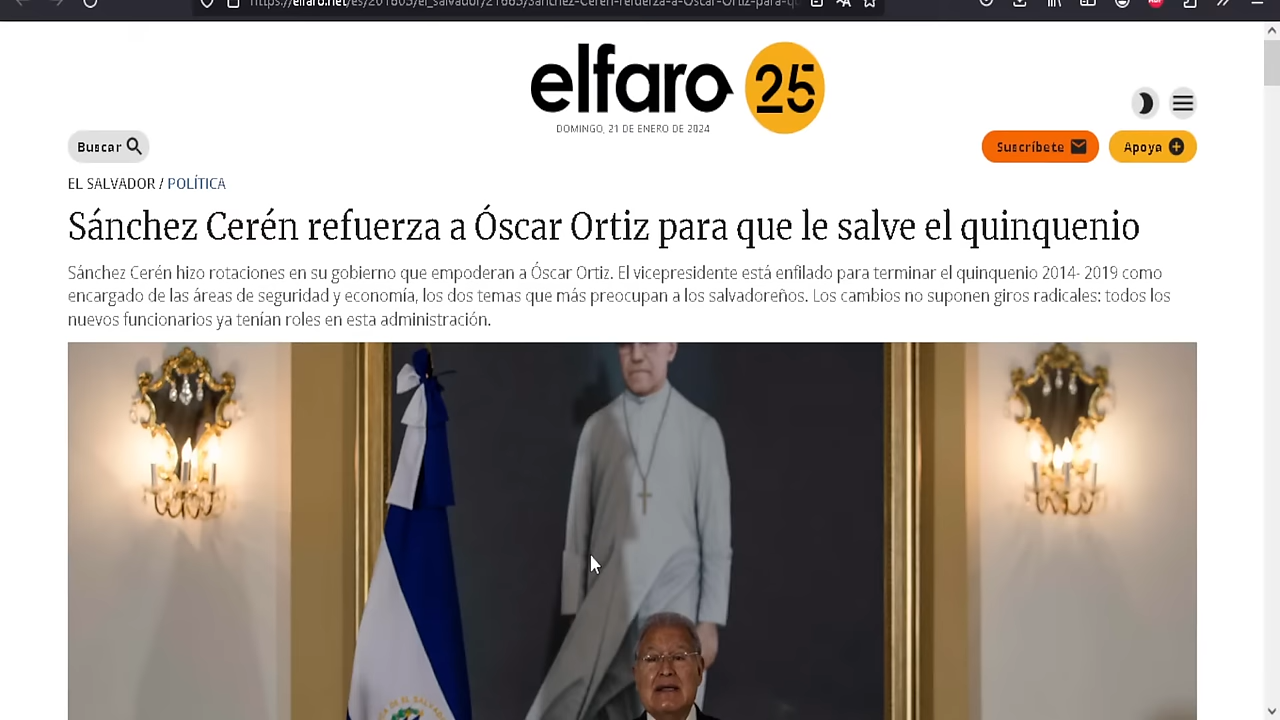 elfaro 25
DOMINGO, 21 DE ENERO DE 2024
Buscar
Suscríbete
Apoya
EL SALVADOR / POLÍTICA
Sánchez Cerén refuerza a Óscar Ortiz para que le salve el quinquenio
Sánchez Cerén hizo rotaciones en su gobierno que empoderan a Óscar Ortiz. El vicepresidente está enfilado para terminar el quinquenio 2014- 2019 como
encargado de las áreas de seguridad y economía, los dos temas que más preocupan a los salvadoreños. Los cambios no suponen giros radicales: todos los
nuevos funcionarios ya tenían roles en esta administración.